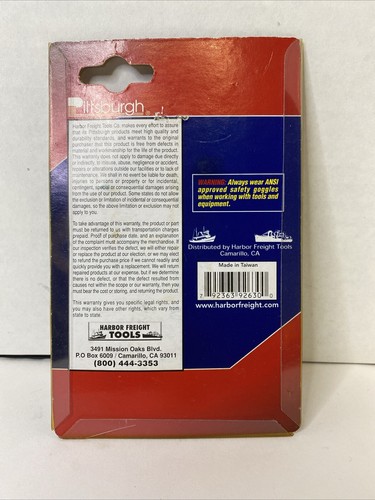 Pittsburgh
Harbor Freight Tools Co. makes every effort to assure
that its Pittsburgh products meet high quality and
durability standards, and warrants to the original
purchaser that this product is free from defects in
material or workmanship for the life of the product.
This warranty does not apply to damage due directly
or indirectly, to misuse, abuse, negligence or accident,
repairs or alterations outside our facilities or to lack of
maintenance. We shall in no event be liable for death,
injuries to persons or property or for incidental,
contingent, special or consequential damages arising
from the use of our product. Some states do not allow
the exclusion or limitation of incidental or consequential
damages, so the above limitation or exclusion may not
apply to you.
To take advantage of this warranty, the product or part
must be returned to us with transportation charges
prepaid. Proof of purchase date, and an explanation
of the complaint must accompany the merchandise. If
our inspection verifies the defect, we will either repair
or replace the product at our election, or we may elect
to refund the purchase price if we cannot readily and
quickly provide you with a replacement. We will return
repaired products at our expense, but if we determine
there is no defect, or that the defect resulted from
causes not within the scope or our warranty, then you
must bear the cost of storing, and returning the product.
This warranty gives you specific legal rights, and you
may also have other rights, which vary from state to
state.
HARBOR FREIGHT
TOOLS
3491 Mission Oaks Blvd.
P.O Box 6009 / Camarillo, CA 93011
(800) 444-3353
WARNING: Always wear ANSI
approved safety goggles
when working with tools and
equipment.
Distributed by Harbor Freight Tools
Camarillo, CA
Made in Taiwan
7 92363 92630 0
www.harborfreight.com